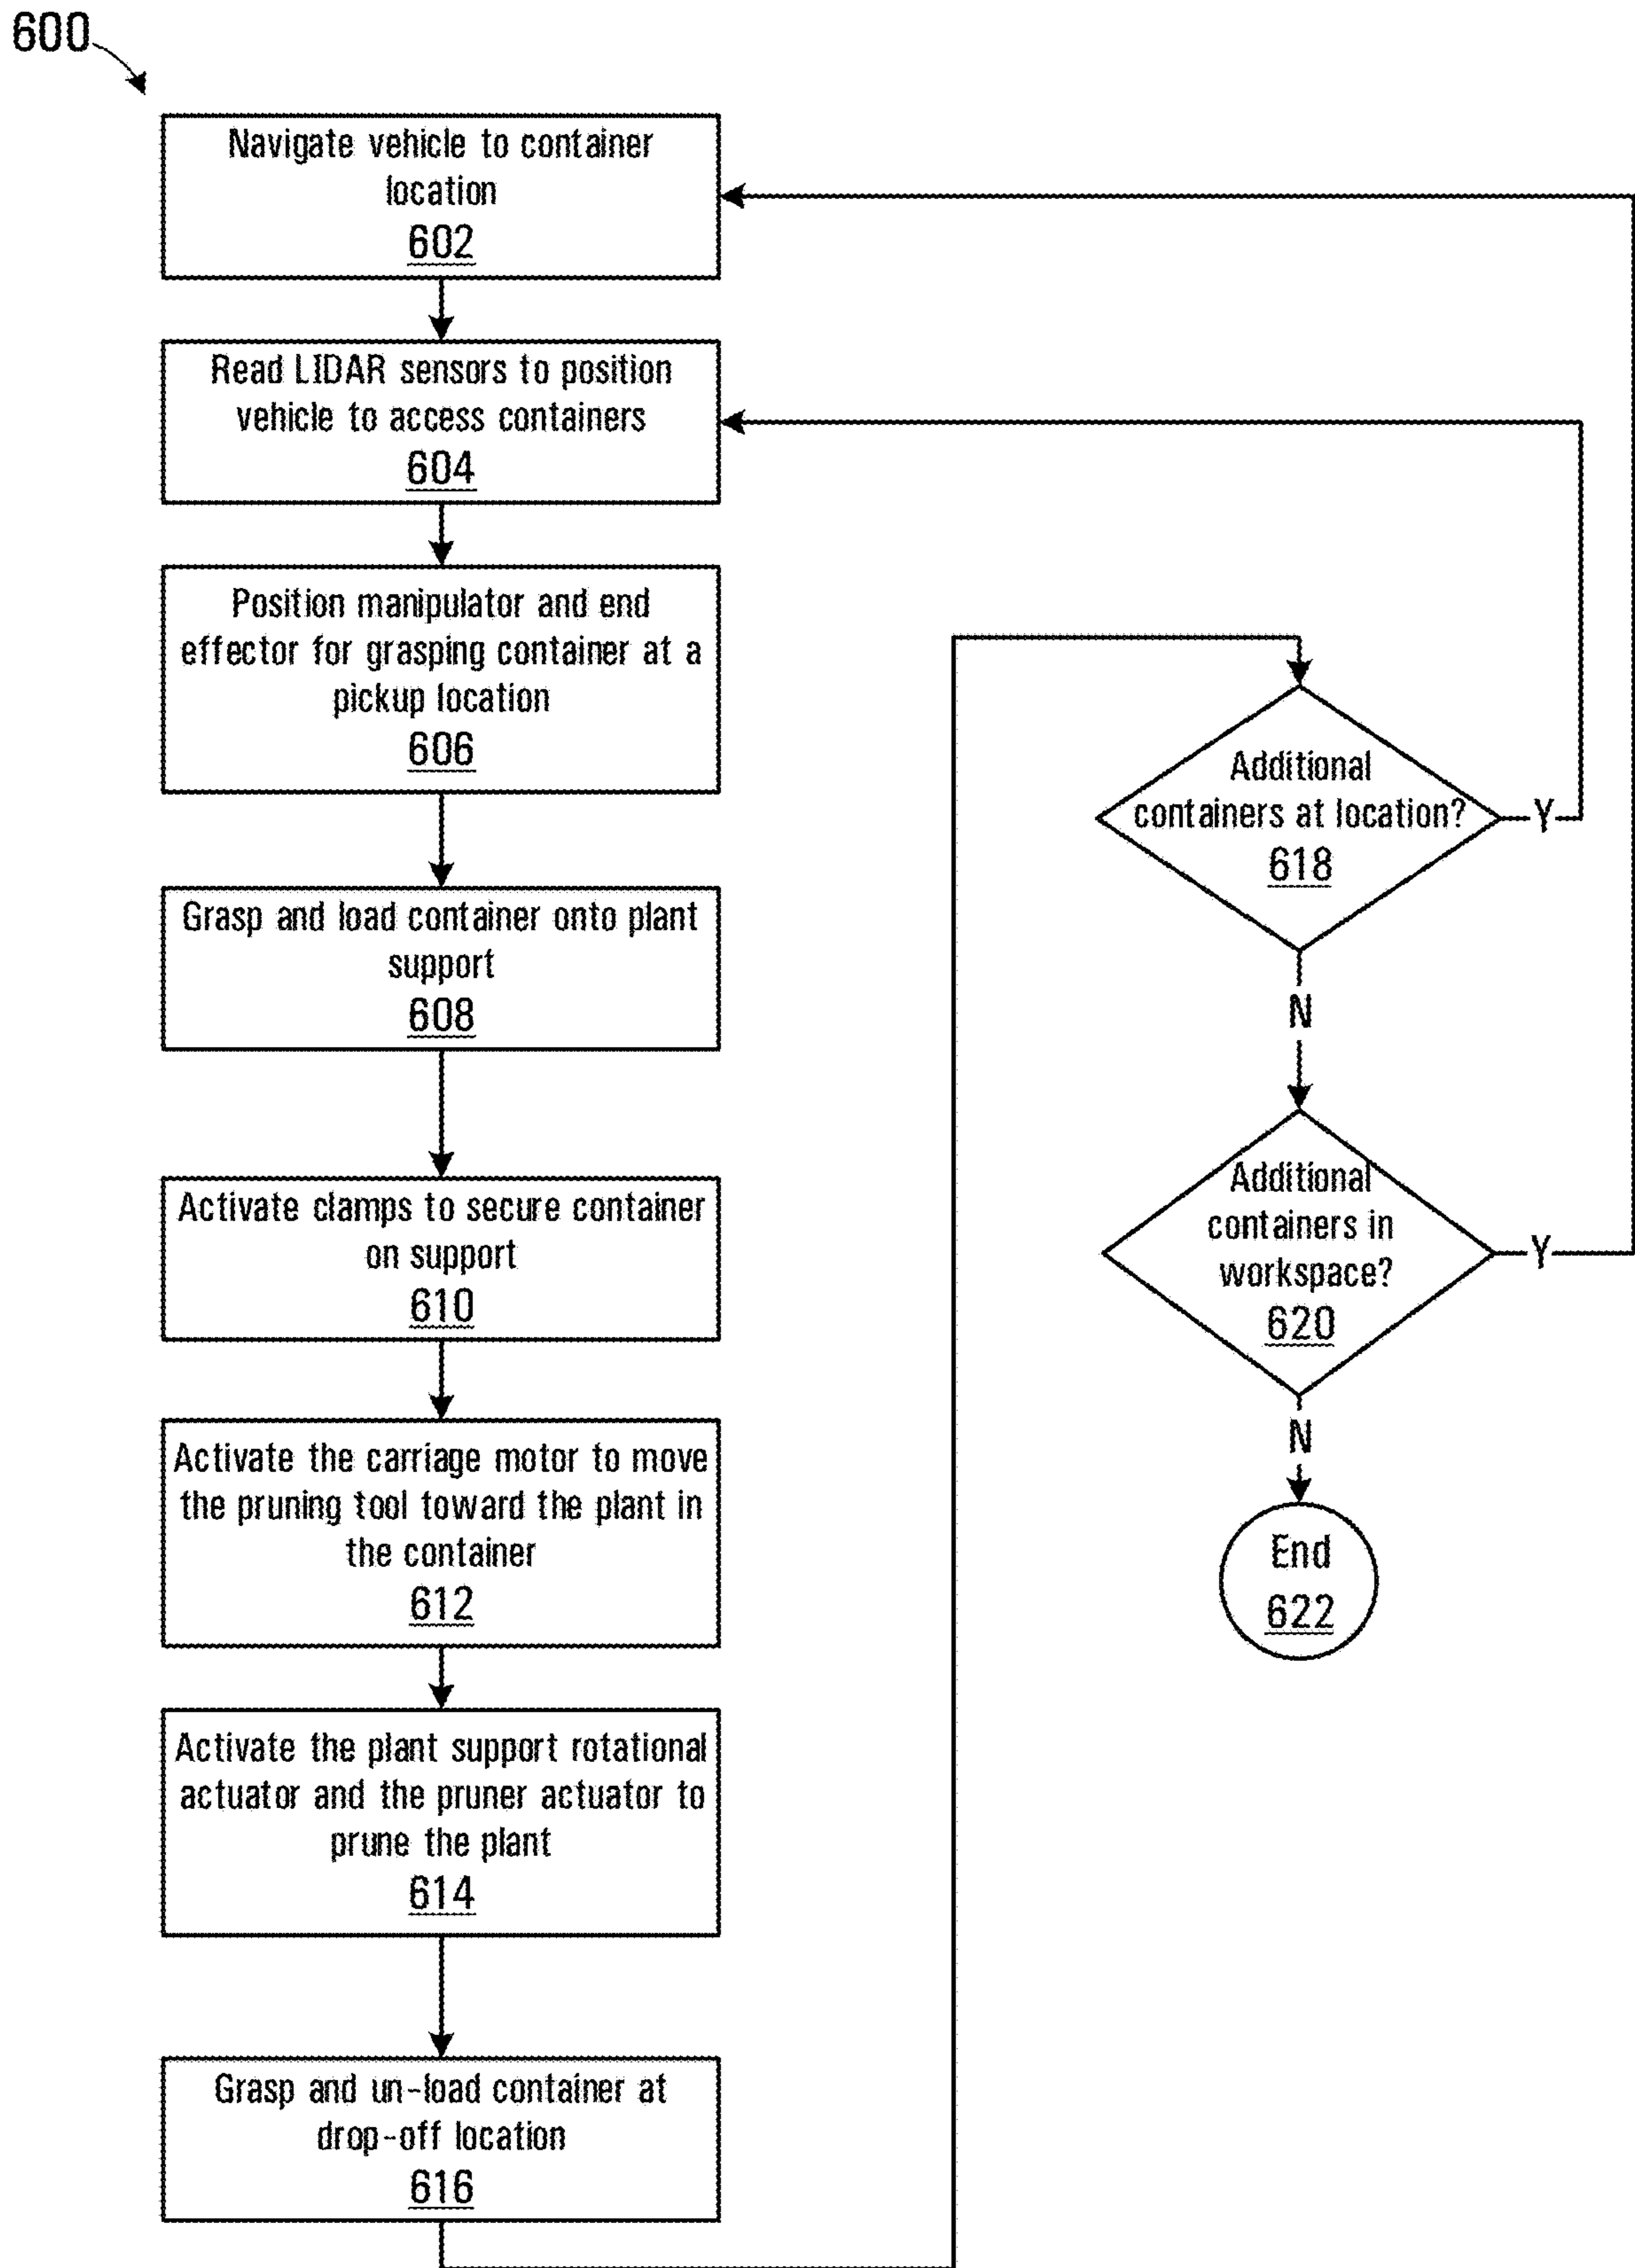 600
Navigate vehicle to container
location
602
Read LIDAR sensors to position
vehicle to access containers
604
Position manipulator and end
effector for grasping container at a
pickup location
606
Grasp and load container onto plant
support
608
Activate clamps to secure container
on support
610
Activate the carriage motor to move
the pruning tool toward the plant in
the container
612
Activate the plant support rotational
actuator and the pruner actuator to
prune the plant
614
Grasp and un-load container at
drop-off location
616
Additional
containers at location?
618
Y
N
Additional
containers in
workspace?
620
Y
N
End
622